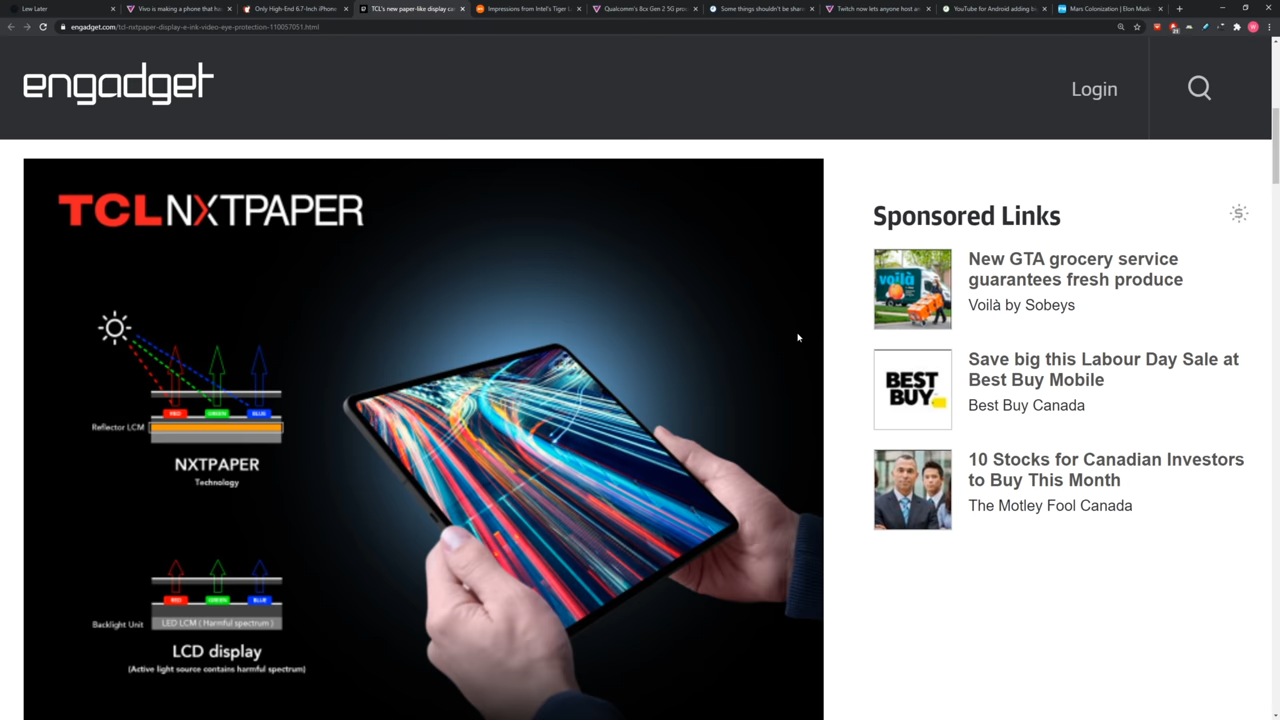 Low Later
Vivo is making a phone that ha
Only High-End 6.7-Inch iPhone
TCL's new paper-like display ca
Impressions from Intel's Tiger L
Qualcomm's 8cx Gen 2 5G pro
Some things shouldn't be share
Twitch now lets anyone host an
YouTube for Android adding b
Mars Colonization | Elon Musk
engadget.com/tcl-nxtpaper-display-e-ink-video-eye-protection-110057051.html
engadget
Login
TCL NXTPAPER
RED GREEN BLUE
Reflector LCM
NXTPAPER
Technology
RED GREEN BLUE
Backlight Unit
LED LCM ( Harmful spectrum )
LCD display
(Active light source contains harmful spectrum)
Sponsored Links
voilà
New GTA grocery service
guarantees fresh produce
Voilà by Sobeys
BEST
BUY
Save big this Labour Day Sale at
Best Buy Mobile
Best Buy Canada
10 Stocks for Canadian Investors
to Buy This Month
The Motley Fool Canada